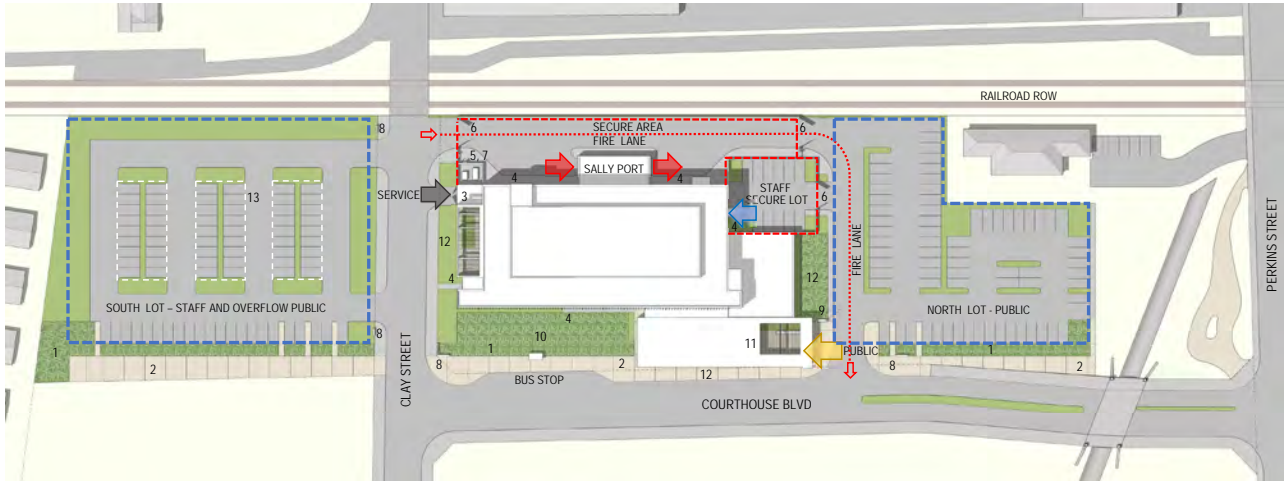 RAILROAD ROW
8
6
SECURE AREA
6
FIRE LANE
5, 7
SALLY PORT
4
4
STAFF
SECURE LOT
SERVICE
3
13
6
4
12
12
4
FIRE LANE
PERKINS STREET
SOUTH LOT – STAFF AND OVERFLOW PUBLIC
4
9
NORTH LOT - PUBLIC
8
10
11
1
1
2
PUBLIC
1
2
8
2
12
8
BUS STOP
CLAY STREET
COURTHOUSE BLVD